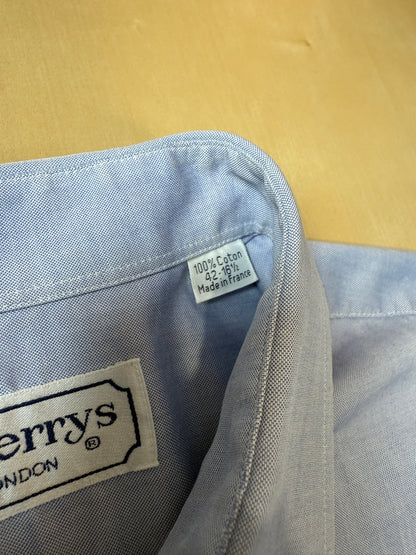 100% Coton
42-16½
Made in France
errys®
ONDON